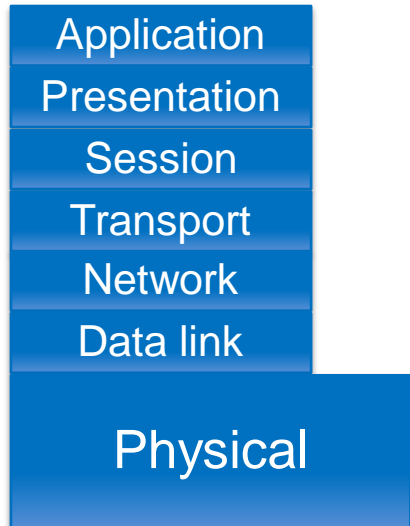 Application
Presentation
Session
Transport
Network
Data link
Physical